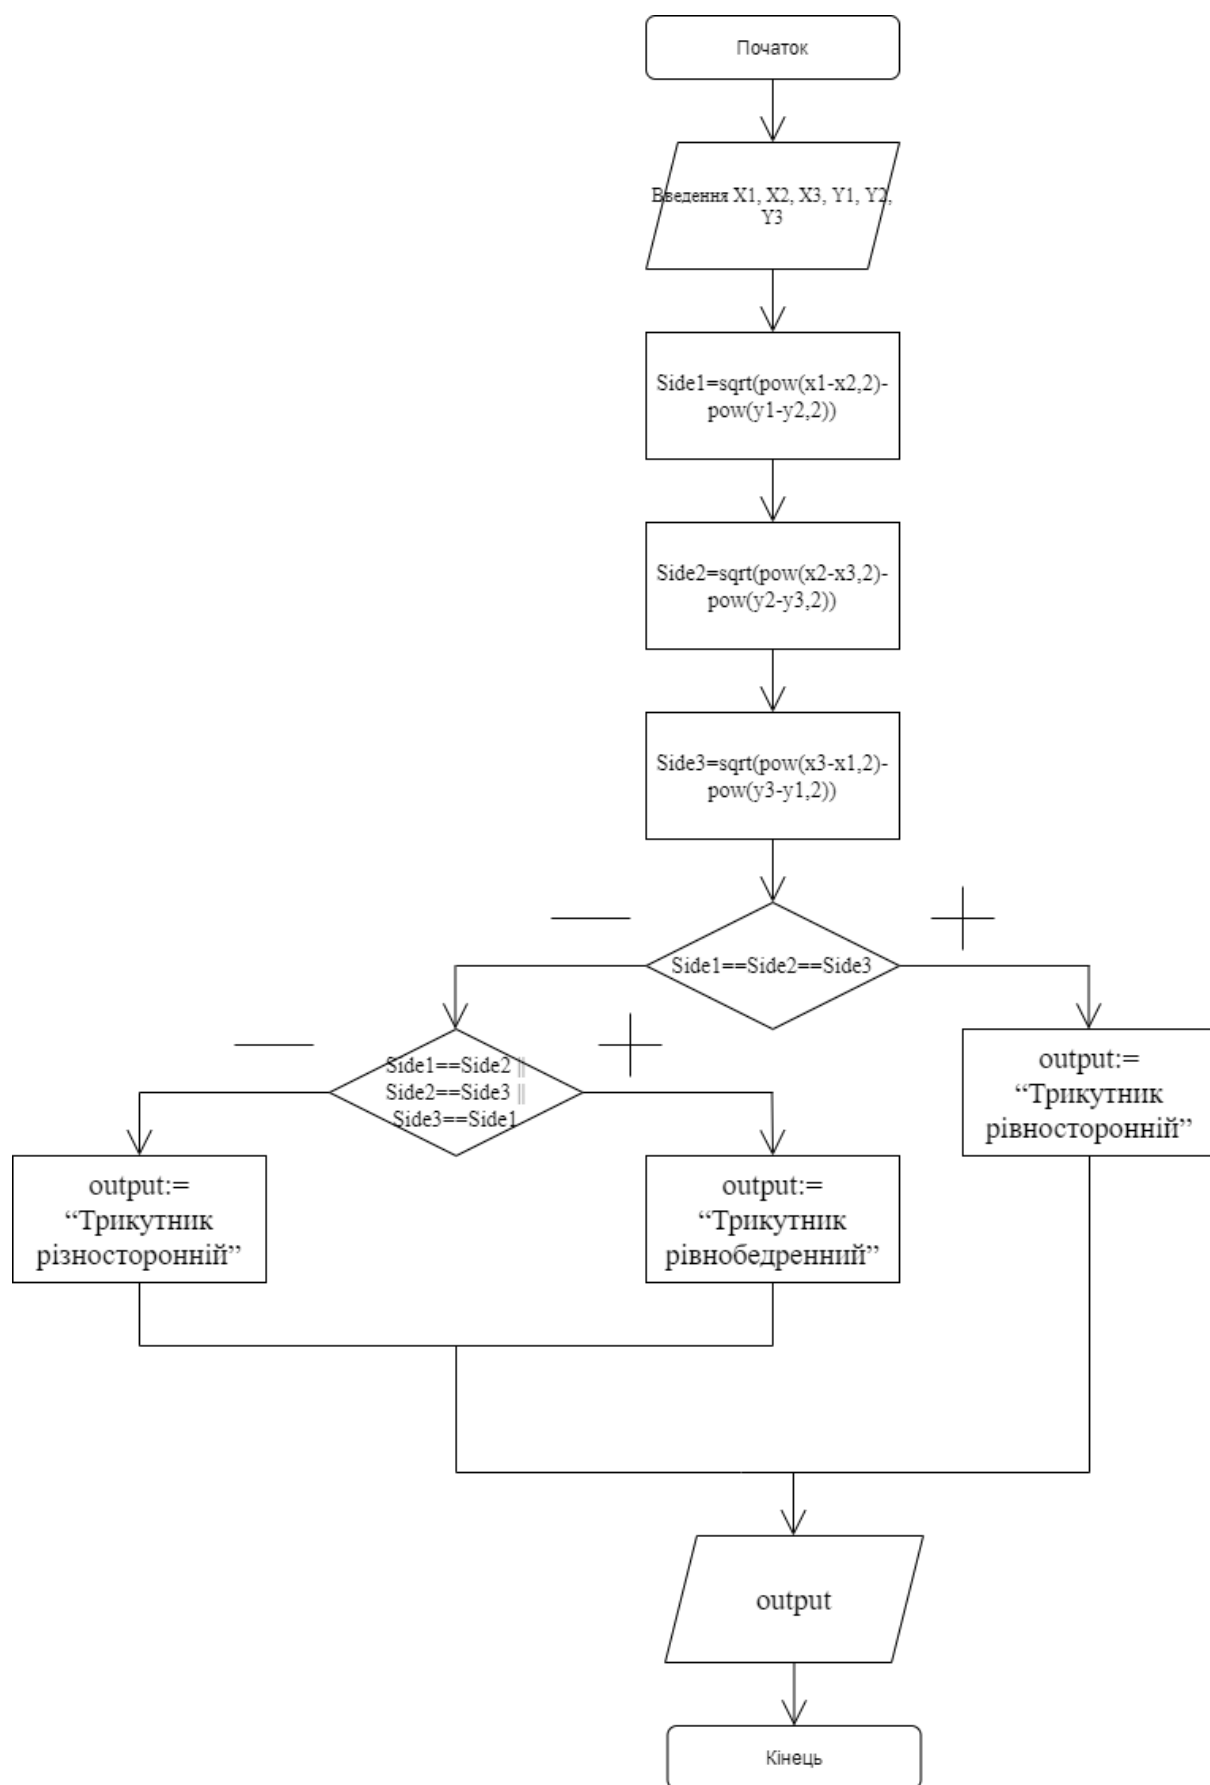 Початок
Введення X1, X2, X3, Y1, Y2,
Y3
Side1=sqrt(pow(x1-x2,2)-
pow(y1-y2,2))
Side2=sqrt(pow(x2-x3,2)-
pow(y2-y3,2))
Side3=sqrt(pow(x3-x1,2)-
pow(y3-y1,2))
Side1==Side2==Side3
Side1==Side2 ||
Side2==Side3 ||
Side3==Side1
output:=
“Трикутник
рівносторонній”
output:=
“Трикутник
різносторонній”
output:=
“Трикутник
рівнобедренний”
output
Кінець